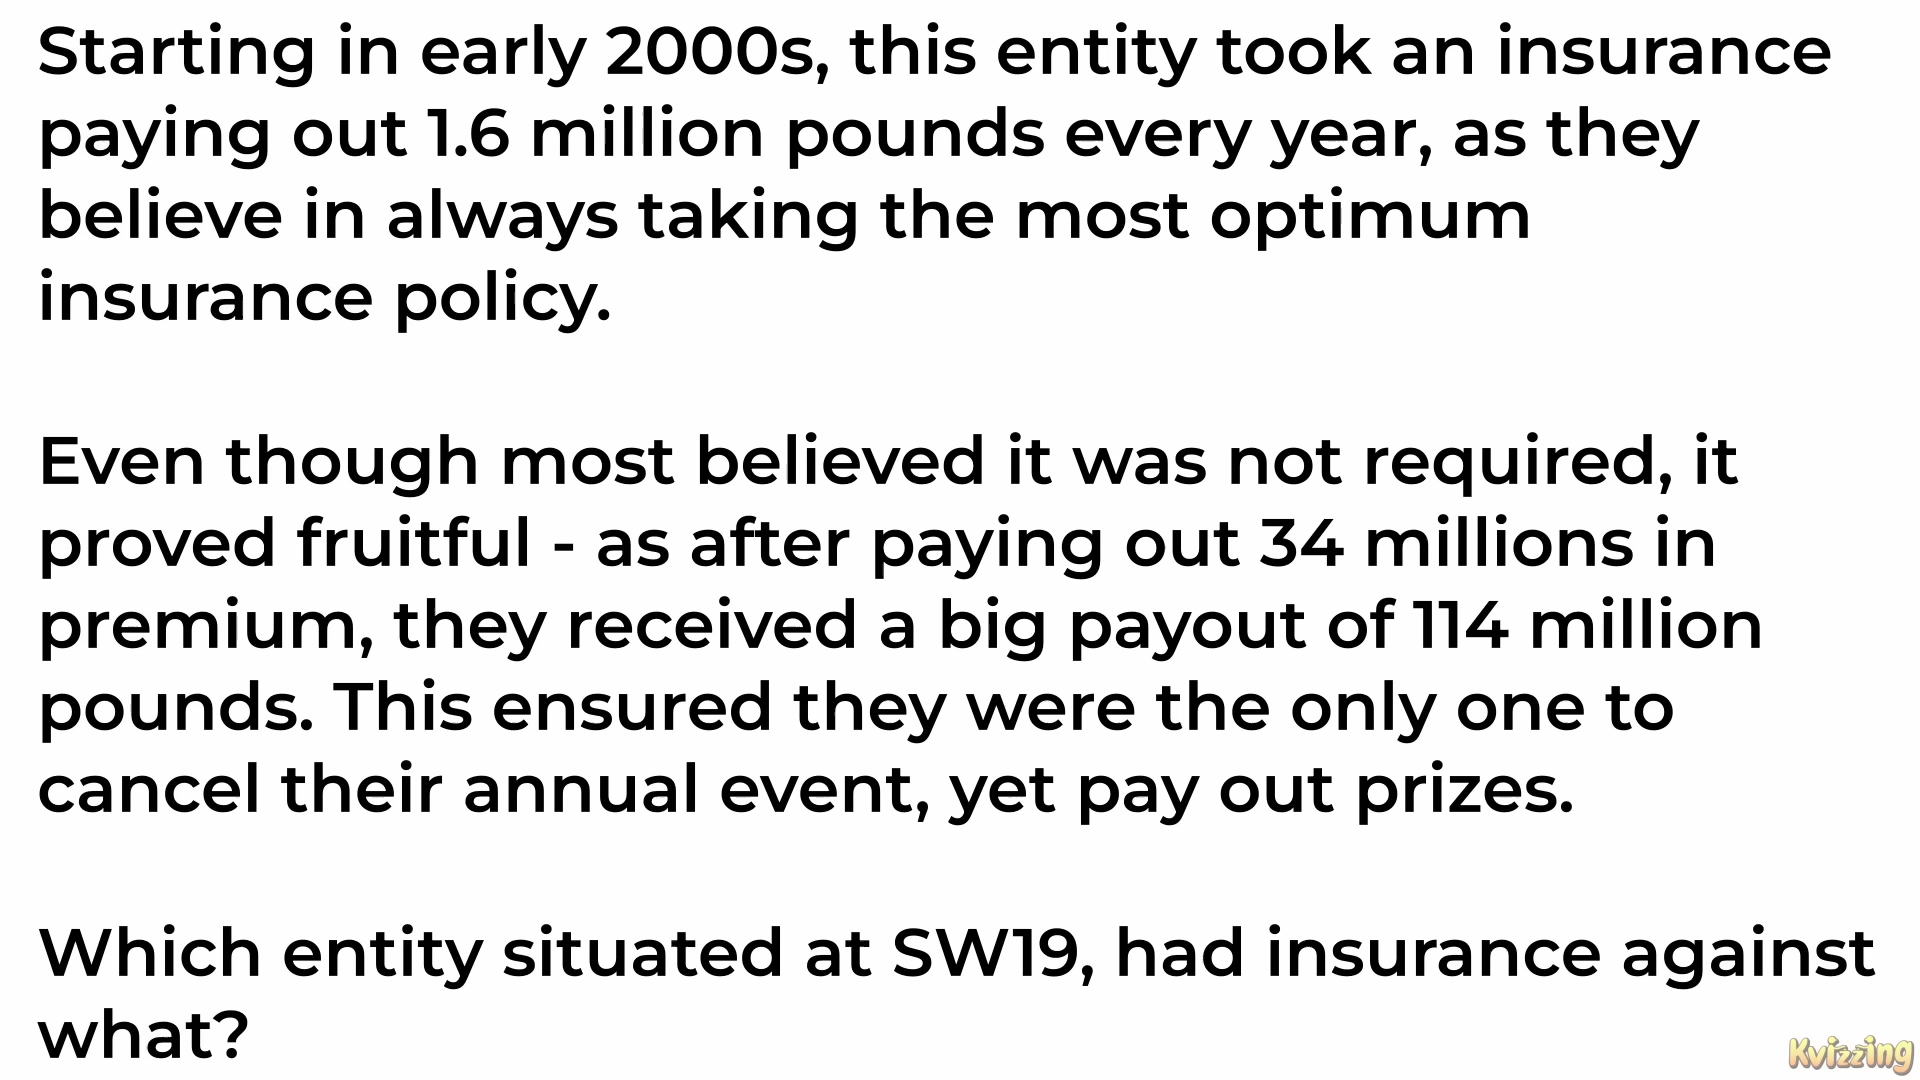 Starting in early 2000s, this entity took an insurance
paying out 1.6 million pounds every year, as they
believe in always taking the most optimum
insurance policy.
Even though most believed it was not required, it
proved fruitful - as after paying out 34 millions in
premium, they received a big payout of 114 million
pounds. This ensured they were the only one to
cancel their annual event, yet pay out prizes.
Which entity situated at SW19, had insurance against
what?
Kvizzing